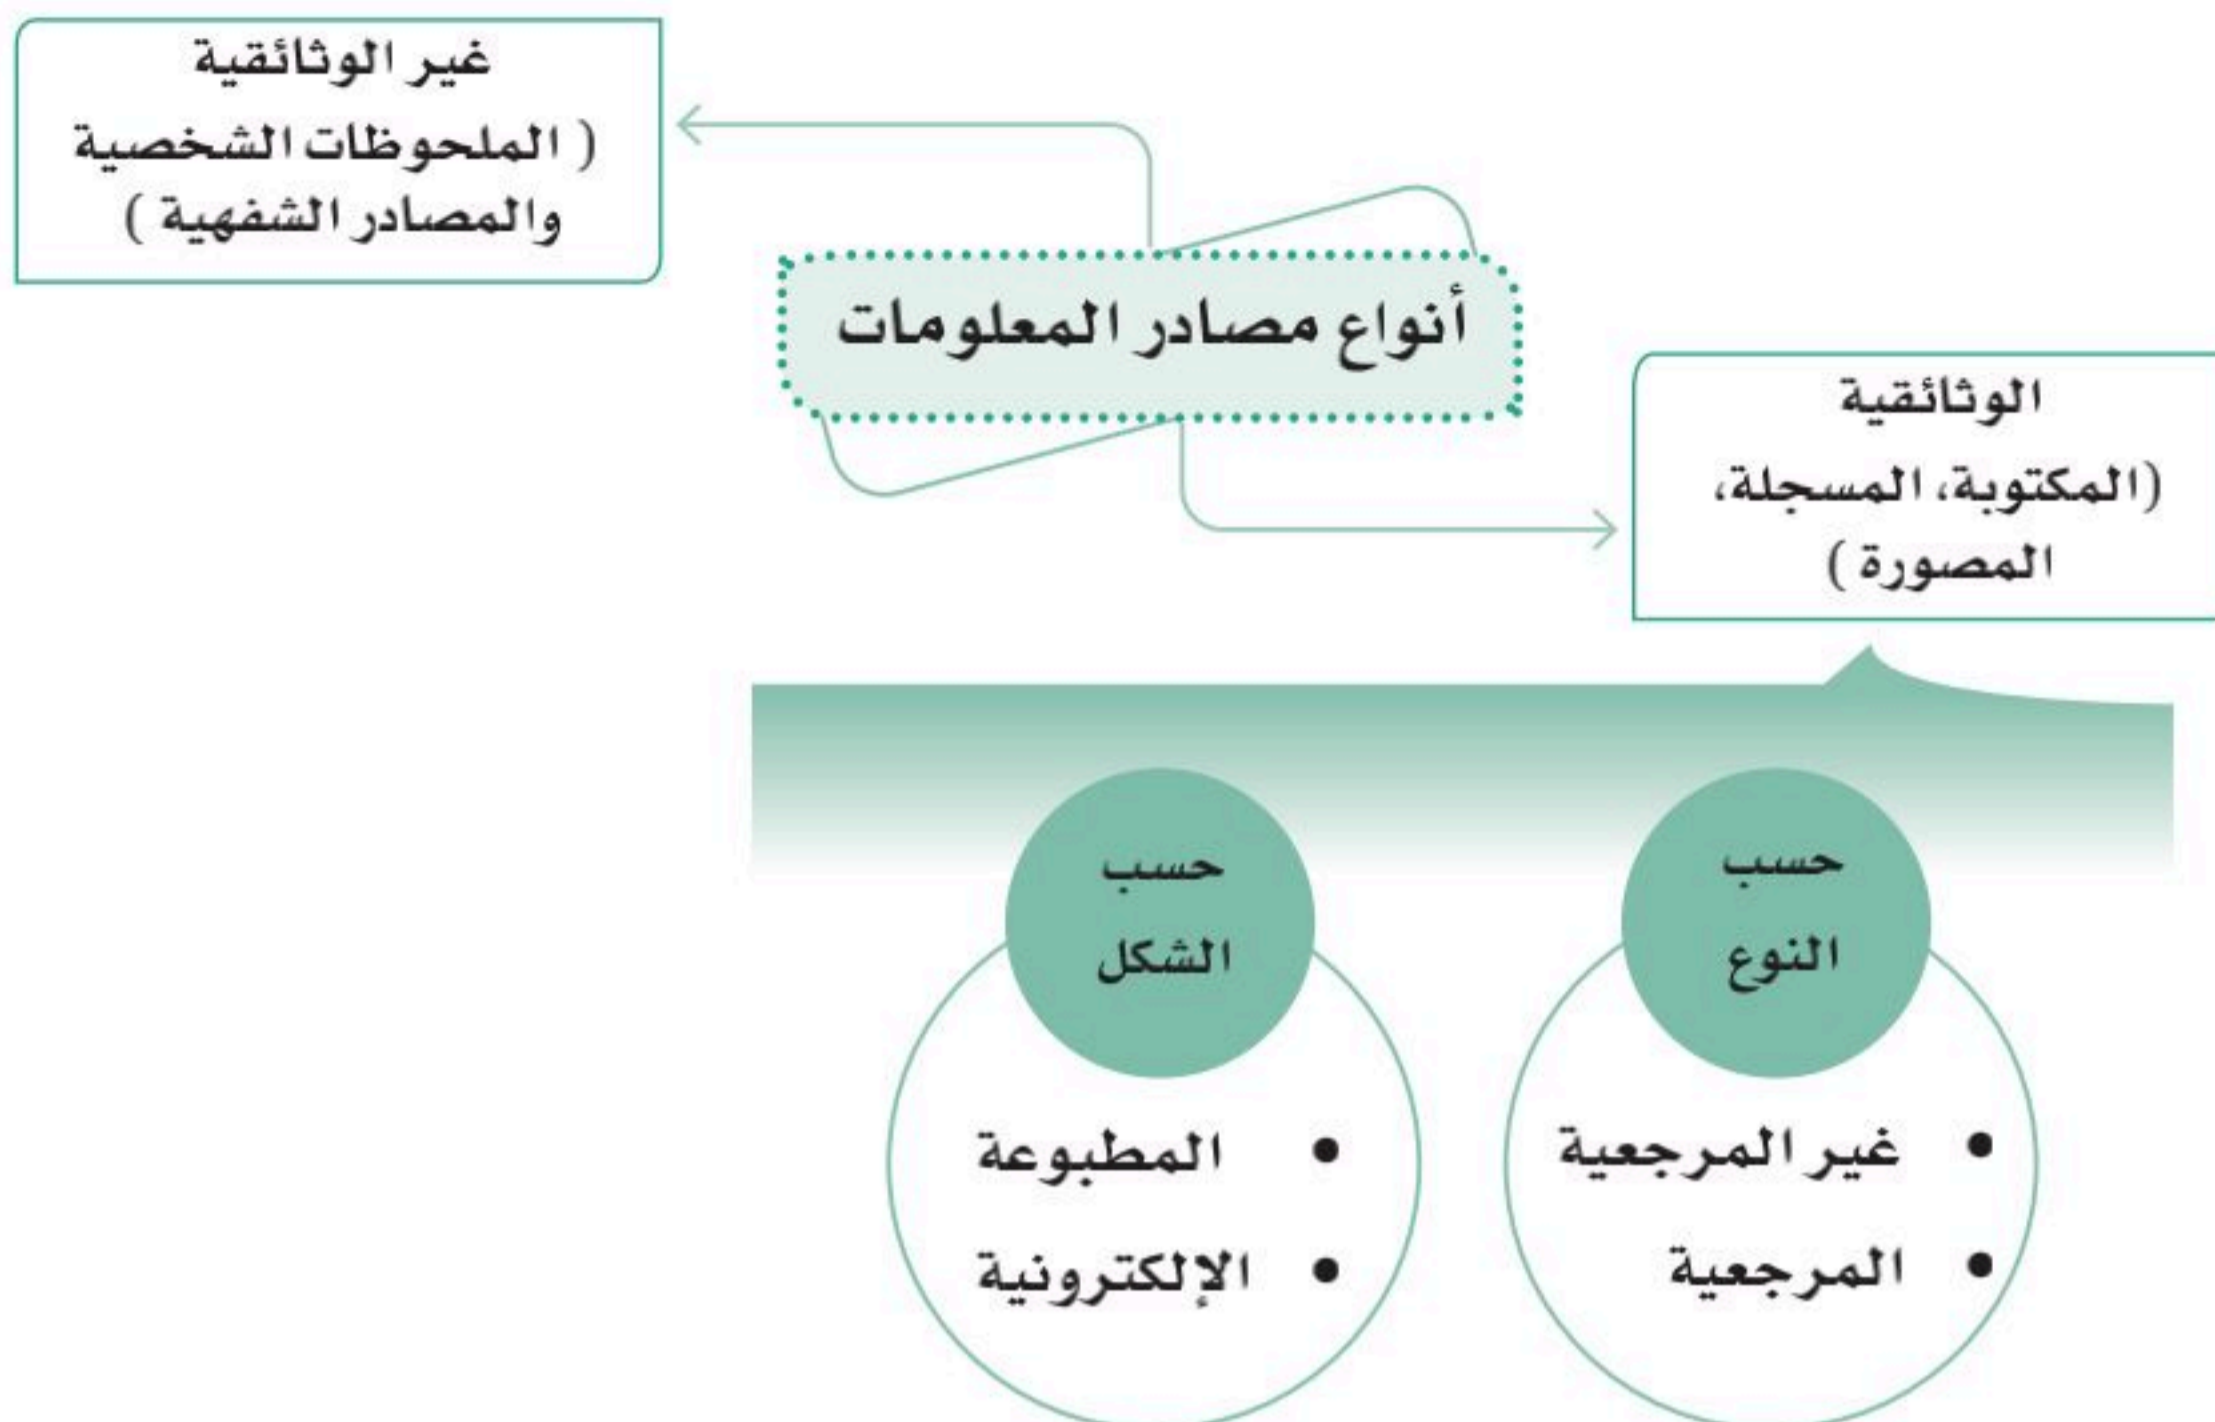 غير الوثائقية
( الملحوظات الشخصية
والمصادر الشفهية )
أنواع مصادر المعلومات
الوثائقية
(المكتوبة، المسجلة،
المصورة )
حسب
النوع
• غير المرجعية
• المرجعية
حسب
الشكل
• المطبوعة
• الإلكترونية